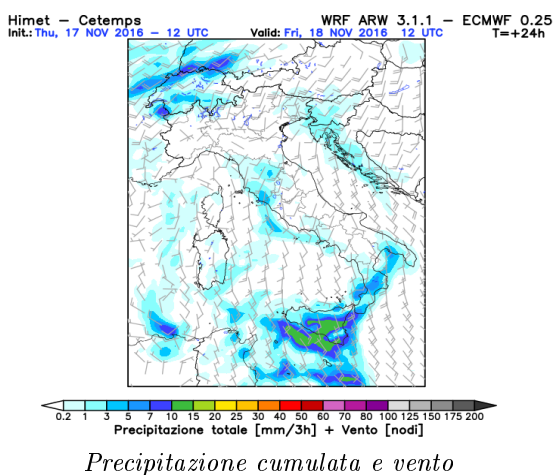 Himet – Cetemps WRF ARW 3.1.1 – ECMWF 0.25
Init.: Thu, 17 NOV 2016 – 12 UTC Valid: Fri, 18 NOV 2016 12 UTC T=+24h
0.2 1 3 5 7 10 15 20 25 30 40 50 60 70 80 100 125 150 175 200
Precipitazione totale [mm/3h] + Vento [nodi]
Precipitazione cumulata e vento